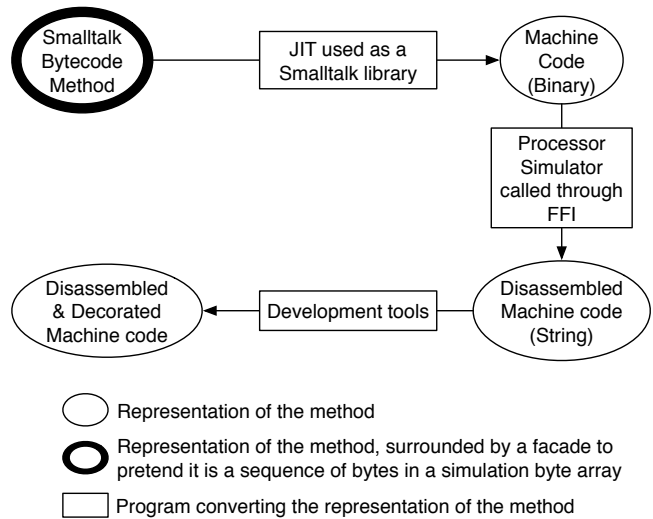 Smalltalk
Bytecode
Method
JIT used as a
Smalltalk library
Machine
Code
(Binary)
Processor
Simulator
called through
FFI
Disassembled
& Decorated
Machine code
Development tools
Disassembled
Machine code
(String)
Representation of the method
Representation of the method, surrounded by a facade to
pretend it is a sequence of bytes in a simulation byte array
Program converting the representation of the method